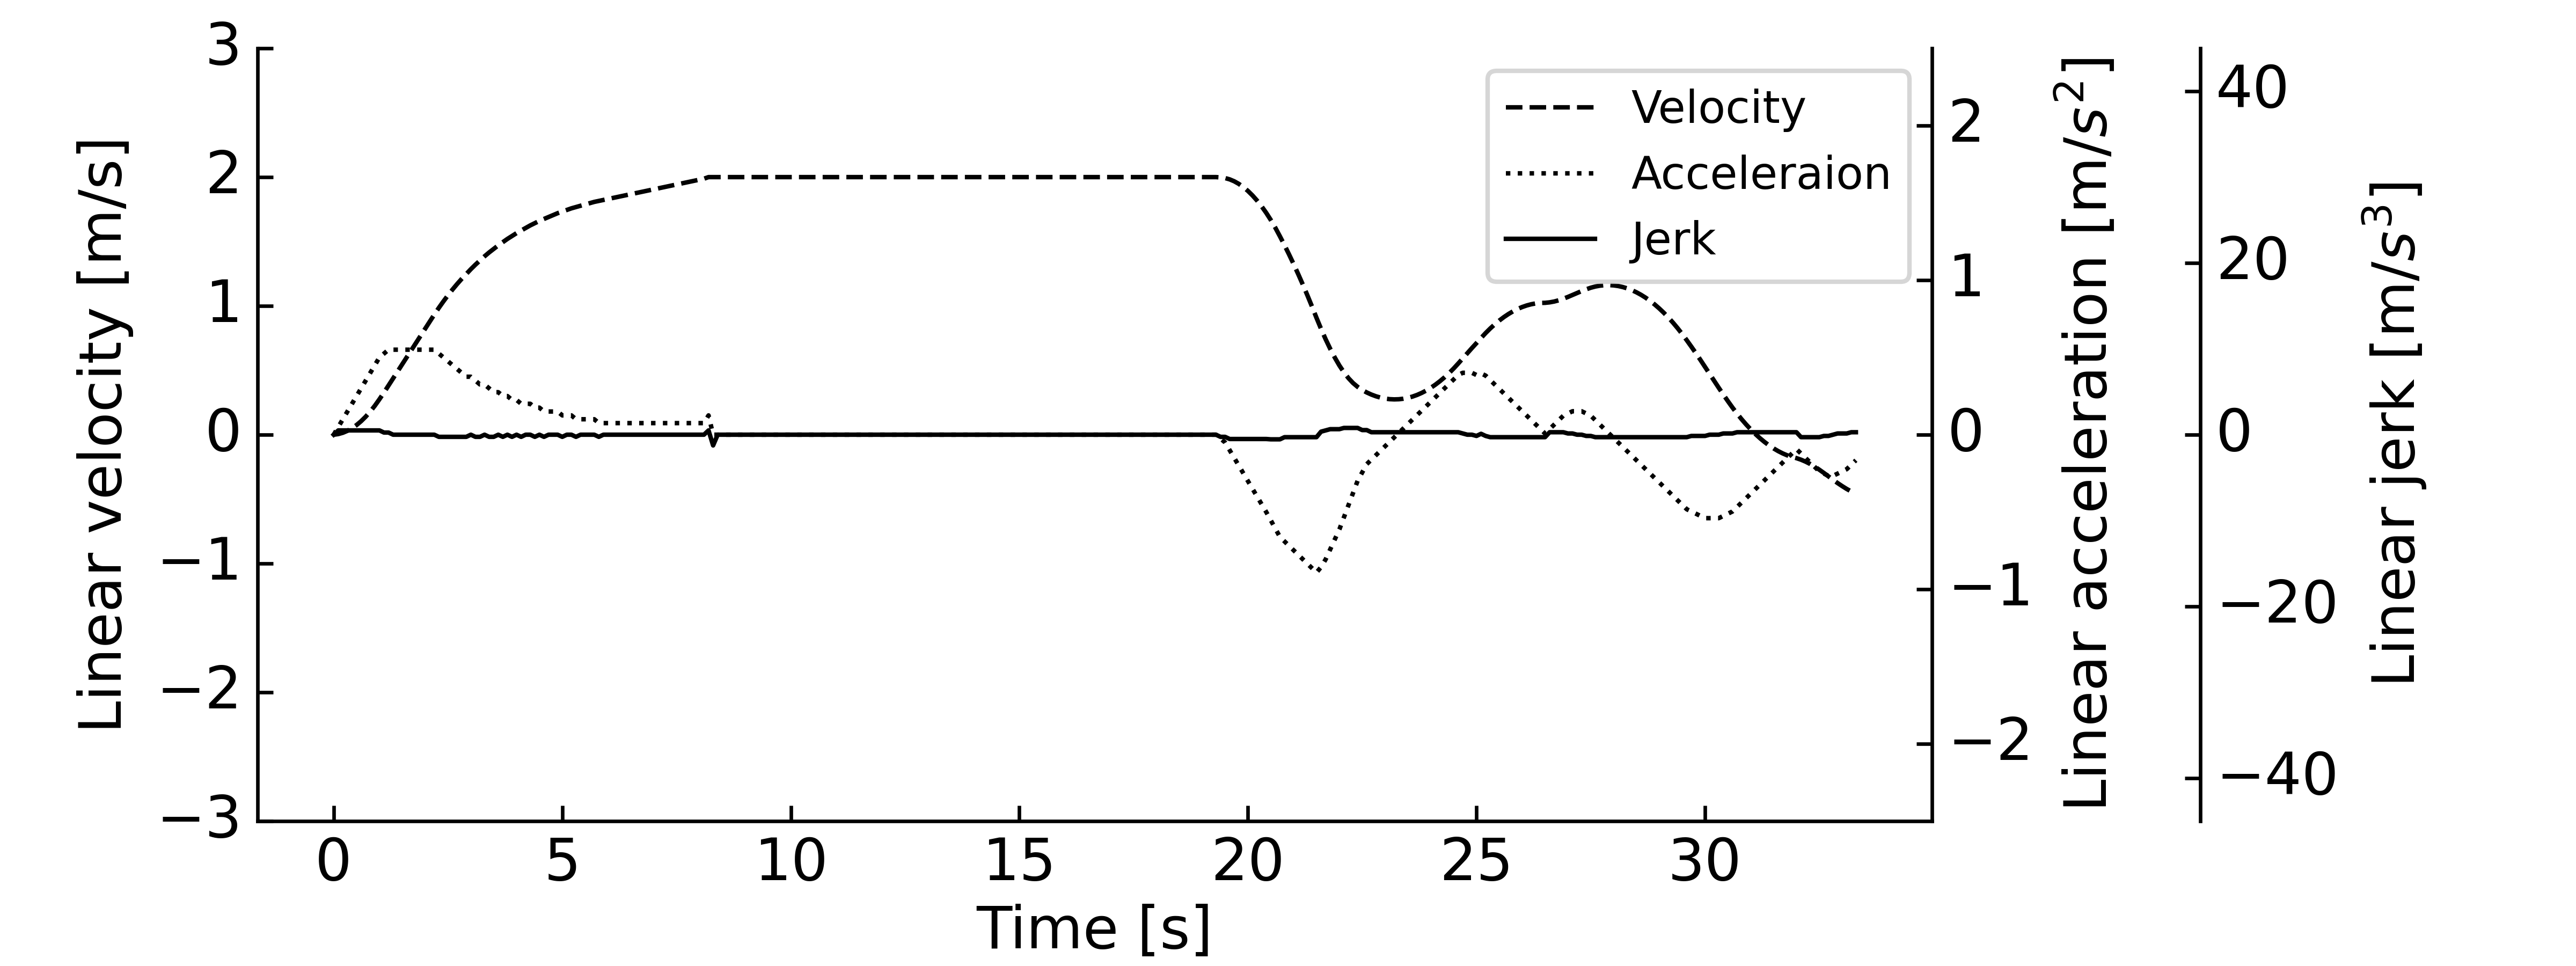 Linear velocity [m/s]
3
2
1
0
−1
−2
−3
0 5 10 15 20 25 30
Time [s]
Velocity
Acceleraion
Jerk
2
1
0
−1
−2
Linear acceleration [m/s²]
40
20
0
−20
−40
Linear jerk [m/s³]